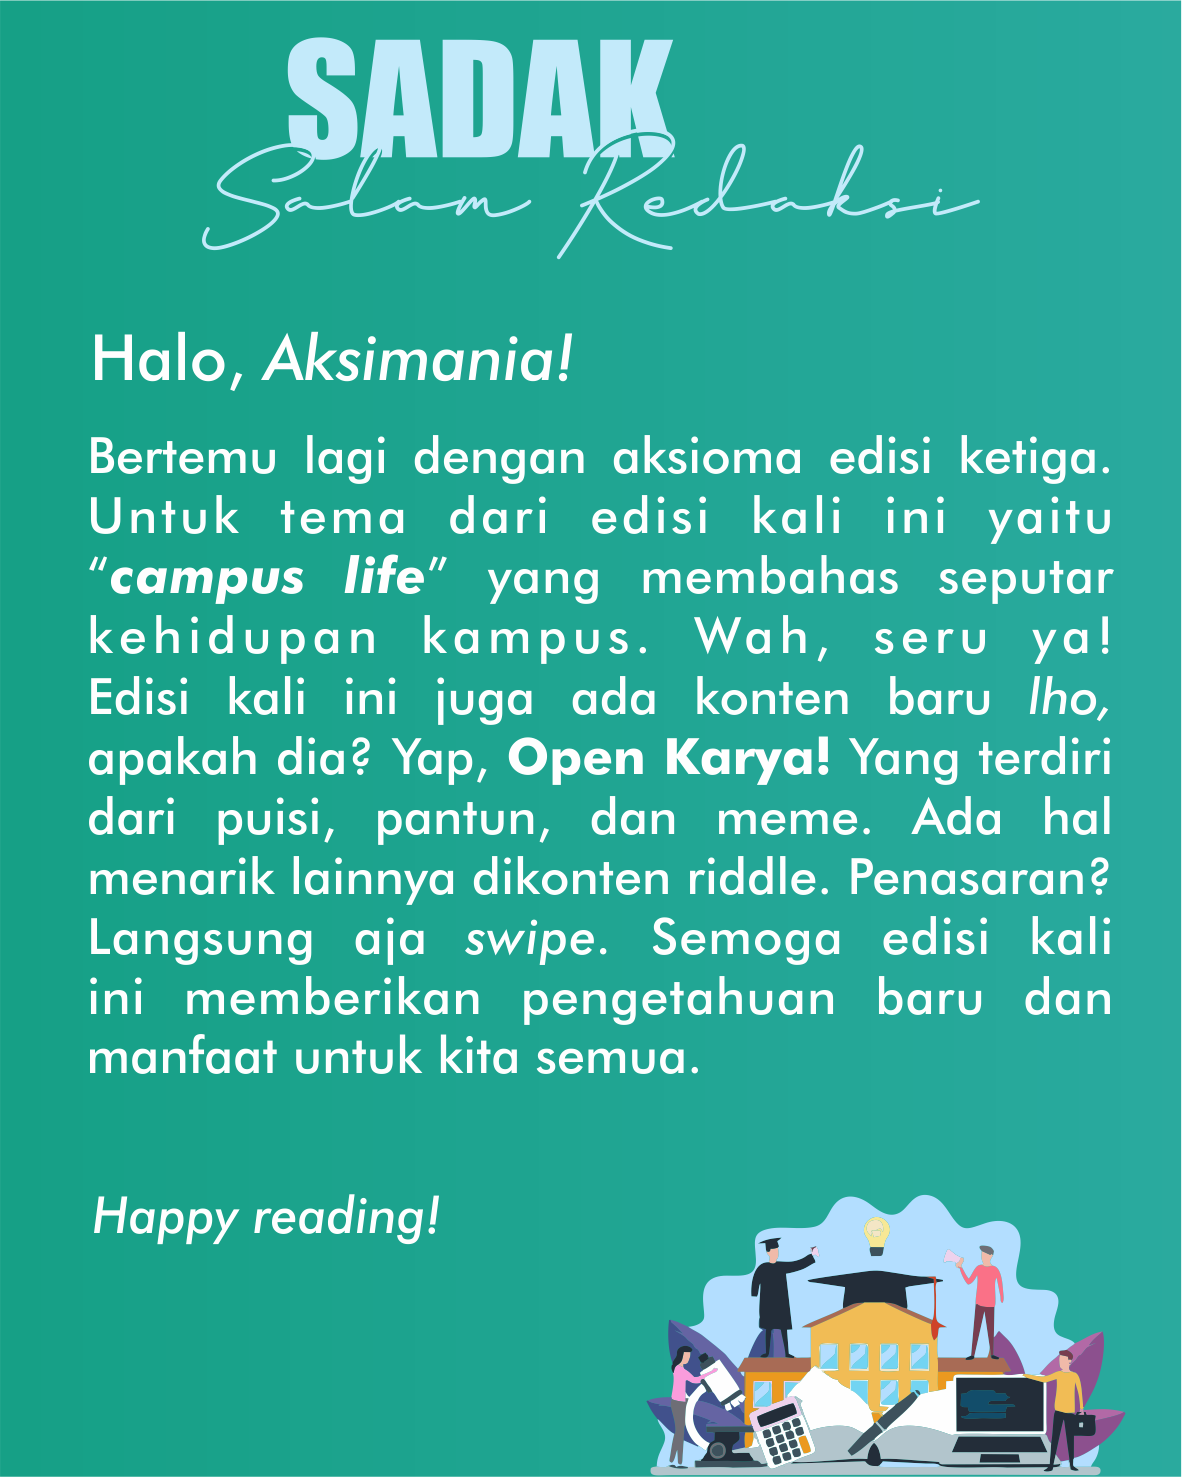 SADAK
Salam Redaksi
Halo, Aksimania!
Bertemu lagi dengan aksioma edisi ketiga.
Untuk tema dari edisi kali ini yaitu
“campus life” yang membahas seputar
kehidupan kampus. Wah, seru ya!
Edisi kali ini juga ada konten baru lho,
apakah dia? Yap, Open Karya! Yang terdiri
dari puisi, pantun, dan meme. Ada hal
menarik lainnya dikonten riddle. Penasaran?
Langsung aja swipe. Semoga edisi kali
ini memberikan pengetahuan baru dan
manfaat untuk kita semua.
Happy reading!